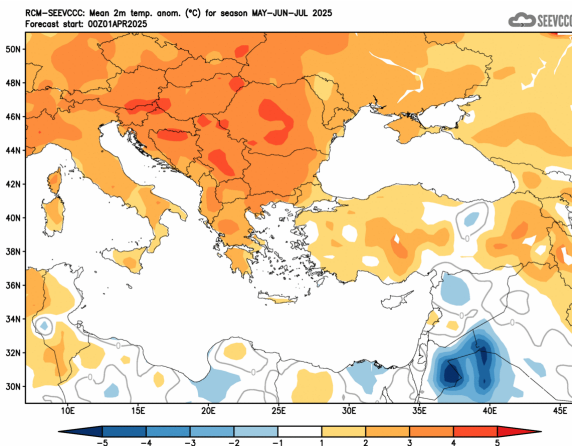 RCM-SEEVCCC: Mean 2m temp. anom. (°C) for season MAY-JUN-JUL 2025
Forecast start: 00Z01APR2025
SEEVCCC
50N
48N
46N
44N
42N
40N
38N
36N
34N
32N
30N
10E 15E 20E 25E 30E 35E 40E 45E
-5 -4 -3 -2 -1 1 2 3 4 5